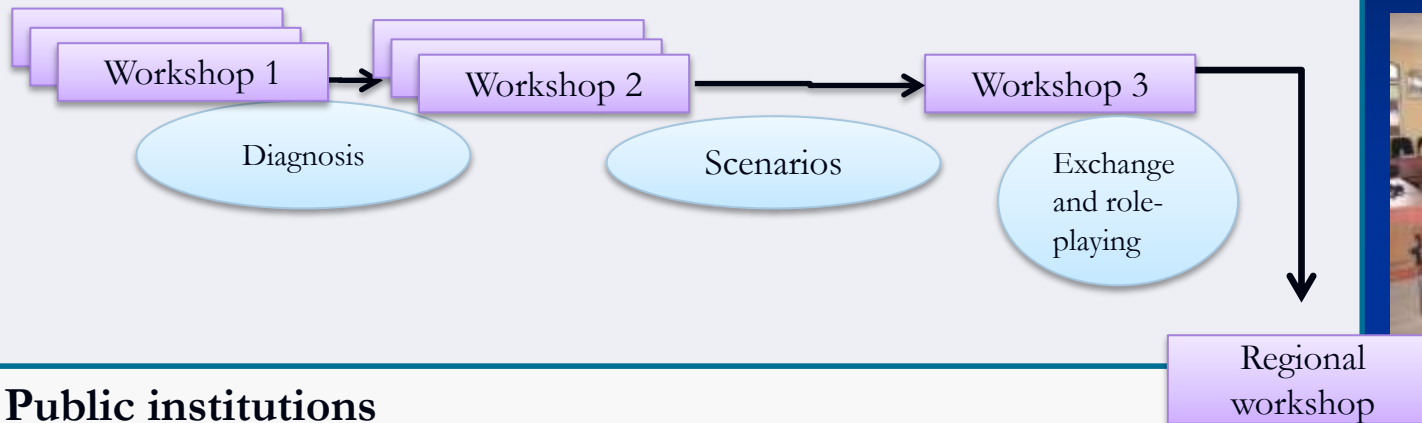 Workshop 1
Workshop 2
Workshop 3
Diagnosis
Scenarios
Exchange
and role-
playing
Regional
workshop
Public institutions